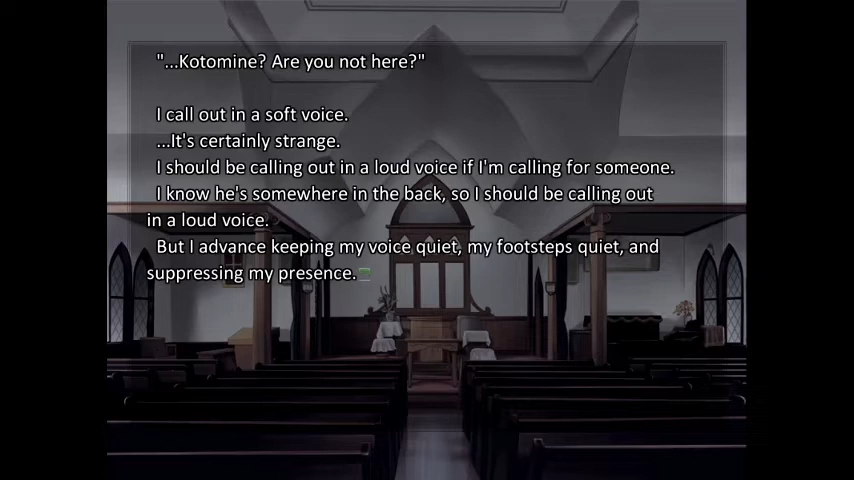 "...Kotomine? Are you not here?"
I call out in a soft voice.
...It's certainly strange.
I should be calling out in a loud voice if I'm calling for someone.
I know he's somewhere in the back, so I should be calling out
in a loud voice.
But I advance keeping my voice quiet, my footsteps quiet, and
suppressing my presence.